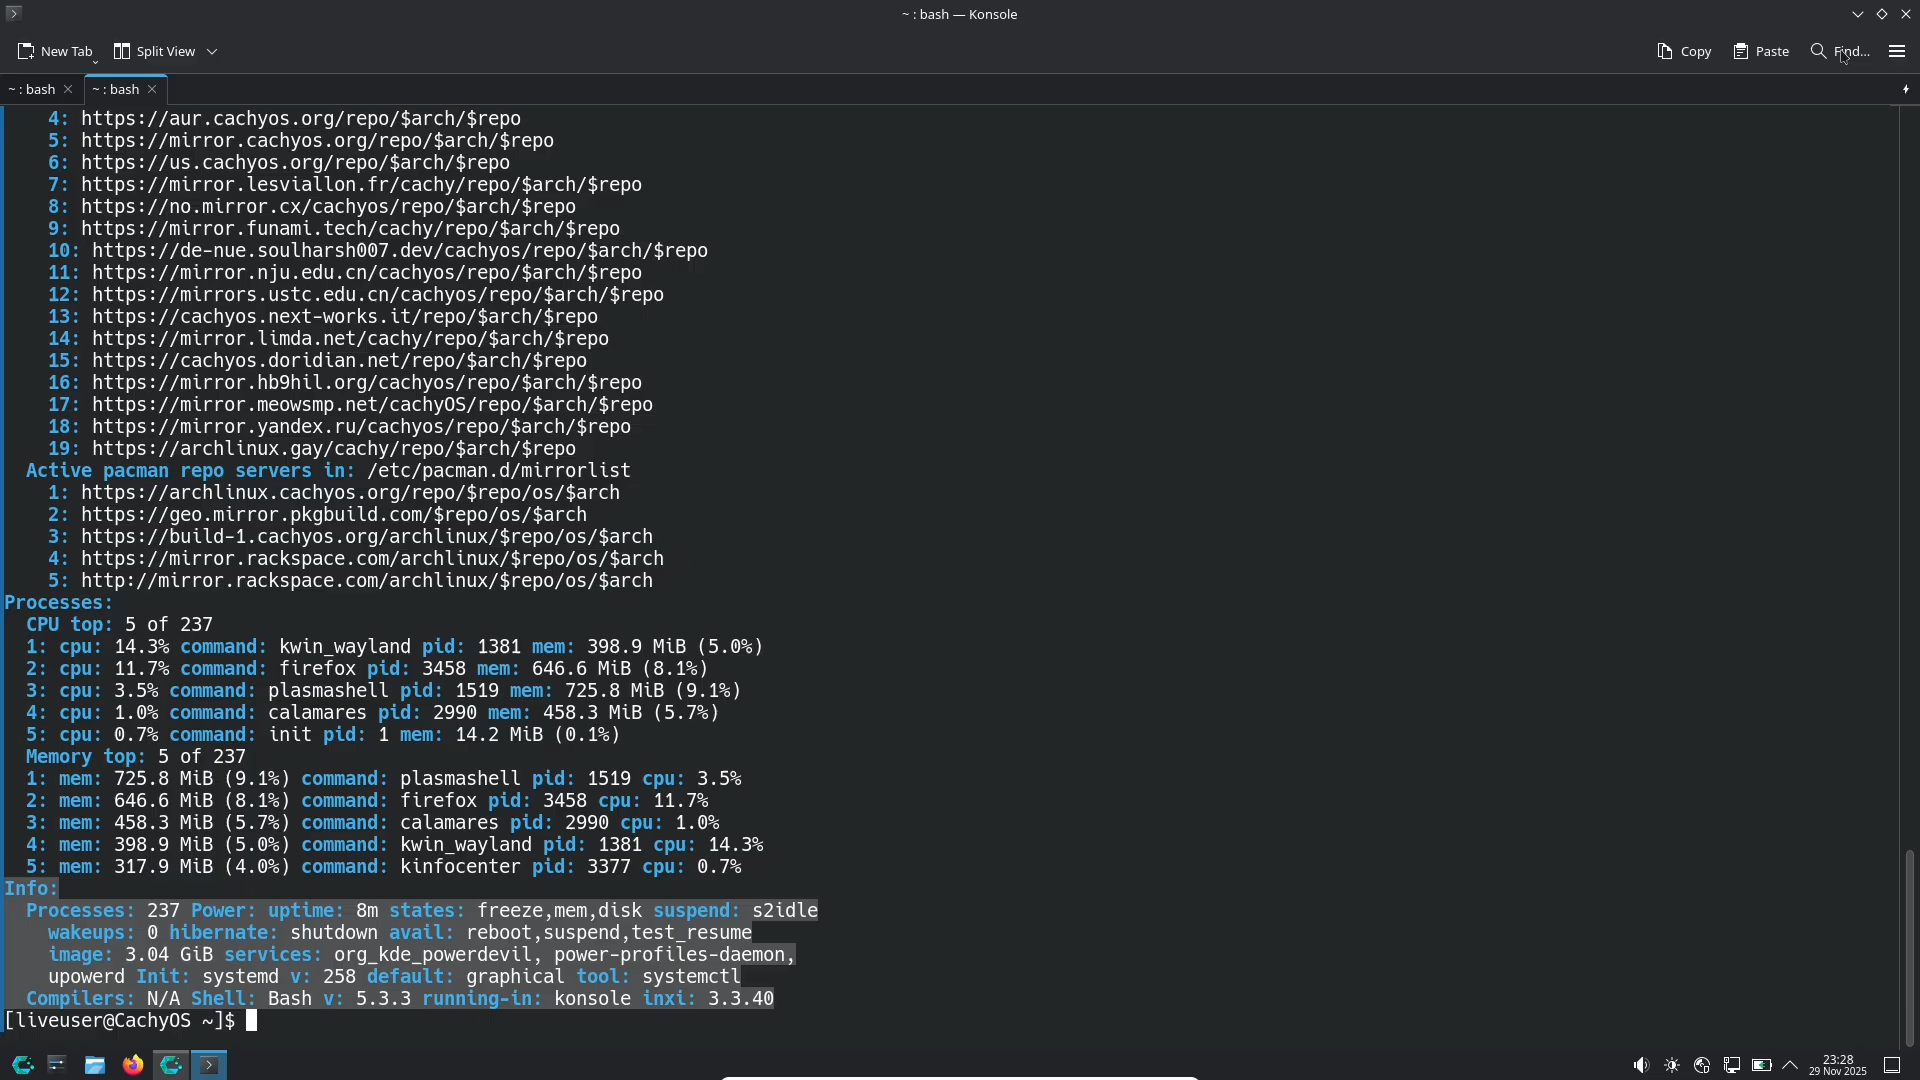 ~ : bash — Konsole
New Tab
Split View
Copy
Paste
Find...
~ : bash
~ : bash
4: https://aur.cachyos.org/repo/$arch/$repo
5: https://mirror.cachyos.org/repo/$arch/$repo
6: https://us.cachyos.org/repo/$arch/$repo
7: https://mirror.lesviallon.fr/cachy/repo/$arch/$repo
8: https://no.mirror.cx/cachyos/repo/$arch/$repo
9: https://mirror.funami.tech/cachy/repo/$arch/$repo
10: https://de-nue.soulharsh007.dev/cachyos/repo/$arch/$repo
11: https://mirror.nju.edu.cn/cachyos/repo/$arch/$repo
12: https://mirrors.ustc.edu.cn/cachyos/repo/$arch/$repo
13: https://cachyos.next-works.it/repo/$arch/$repo
14: https://mirror.limda.net/cachy/repo/$arch/$repo
15: https://cachyos.doridian.net/repo/$arch/$repo
16: https://mirror.hb9hil.org/cachyos/repo/$arch/$repo
17: https://mirror.meowsmp.net/cachyOS/repo/$arch/$repo
18: https://mirror.yandex.ru/cachyos/repo/$arch/$repo
19: https://archlinux.gay/cachy/repo/$arch/$repo
Active pacman repo servers in: /etc/pacman.d/mirrorlist
1: https://archlinux.cachyos.org/repo/$repo/os/$arch
2: https://geo.mirror.pkgbuild.com/$repo/os/$arch
3: https://build-1.cachyos.org/archlinux/$repo/os/$arch
4: https://mirror.rackspace.com/archlinux/$repo/os/$arch
5: http://mirror.rackspace.com/archlinux/$repo/os/$arch
Processes:
CPU top: 5 of 237
1: cpu: 14.3% command: kwin_wayland pid: 1381 mem: 398.9 MiB (5.0%)
2: cpu: 11.7% command: firefox pid: 3458 mem: 646.6 MiB (8.1%)
3: cpu: 3.5% command: plasmashell pid: 1519 mem: 725.8 MiB (9.1%)
4: cpu: 1.0% command: calamares pid: 2990 mem: 458.3 MiB (5.7%)
5: cpu: 0.7% command: init pid: 1 mem: 14.2 MiB (0.1%)
Memory top: 5 of 237
1: mem: 725.8 MiB (9.1%) command: plasmashell pid: 1519 cpu: 3.5%
2: mem: 646.6 MiB (8.1%) command: firefox pid: 3458 cpu: 11.7%
3: mem: 458.3 MiB (5.7%) command: calamares pid: 2990 cpu: 1.0%
4: mem: 398.9 MiB (5.0%) command: kwin_wayland pid: 1381 cpu: 14.3%
5: mem: 317.9 MiB (4.0%) command: kinfocenter pid: 3377 cpu: 0.7%
Info:
Processes: 237 Power: uptime: 8m states: freeze,mem,disk suspend: s2idle
wakeups: 0 hibernate: shutdown avail: reboot,suspend,test_resume
image: 3.04 GiB services: org_kde_powerdevil, power-profiles-daemon,
upowerd Init: systemd v: 258 default: graphical tool: systemctl
Compilers: N/A Shell: Bash v: 5.3.3 running-in: konsole inxi: 3.3.40
[liveuser@CachyOS ~]$
23:28
29 Nov 2025